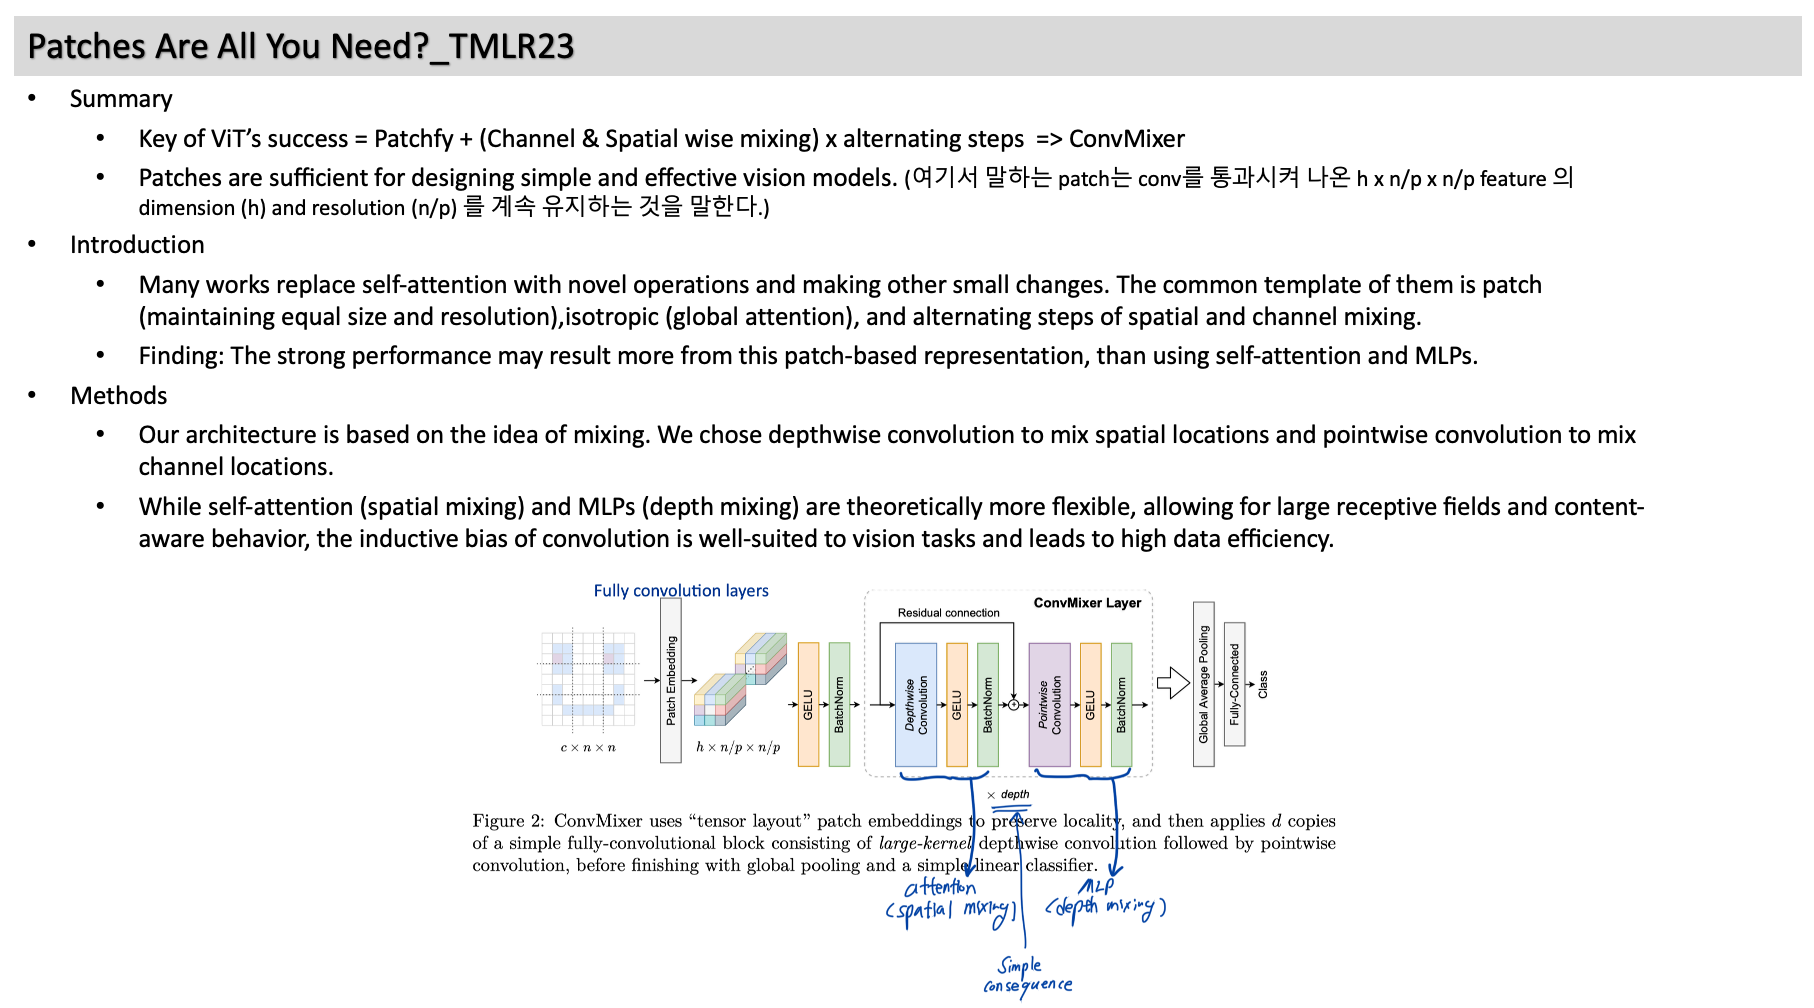 Patches Are All You Need?_TMLR23
• Summary
• Key of ViT’s success = Patchfy + (Channel & Spatial wise mixing) x alternating steps => ConvMixer
• Patches are sufficient for designing simple and effective vision models. (여기서 말하는 patch는 conv를 통과시켜 나온 h x n/p x n/p feature 의
dimension (h) and resolution (n/p) 를 계속 유지하는 것을 말한다.)
• Introduction
• Many works replace self-attention with novel operations and making other small changes. The common template of them is patch
(maintaining equal size and resolution),isotropic (global attention), and alternating steps of spatial and channel mixing.
• Finding: The strong performance may result more from this patch-based representation, than using self-attention and MLPs.
• Methods
• Our architecture is based on the idea of mixing. We chose depthwise convolution to mix spatial locations and pointwise convolution to mix
channel locations.
• While self-attention (spatial mixing) and MLPs (depth mixing) are theoretically more flexible, allowing for large receptive fields and content-
aware behavior, the inductive bias of convolution is well-suited to vision tasks and leads to high data efficiency.
Fully convolution layers
c × n × n
Patch Embedding
h × n/p × n/p
GELU
BatchNorm
Residual connection
ConvMixer Layer
Depthwise
Convolution
GELU
BatchNorm
+
Pointwise
Convolution
GELU
BatchNorm
Global Average Pooling
Fully-Connected
Class
× depth
Figure 2: ConvMixer uses “tensor layout” patch embeddings to preserve locality, and then applies d copies
of a simple fully-convolutional block consisting of large-kernel depthwise convolution followed by pointwise
convolution, before finishing with global pooling and a simple linear classifier.
attention
(spatial mixing)
MLP
(depth mixing)
Simple
consequence